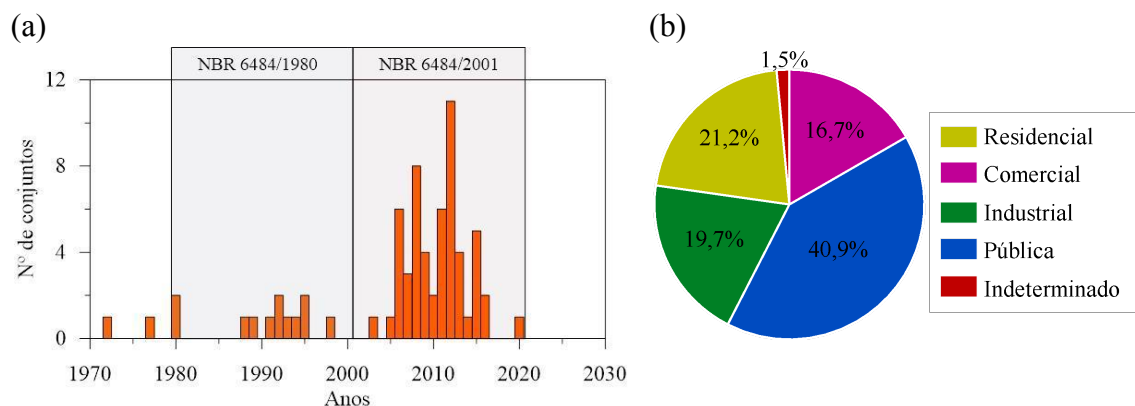 (a)
NBR 6484/1980 NBR 6484/2001
Nº de conjuntos
12
8
4
0
1970 1980 1990 2000 2010 2020 2030
Anos
(b)
1,5%
16,7%
21,2%
19,7%
40,9%
Residencial
Comercial
Industrial
Pública
Indeterminado